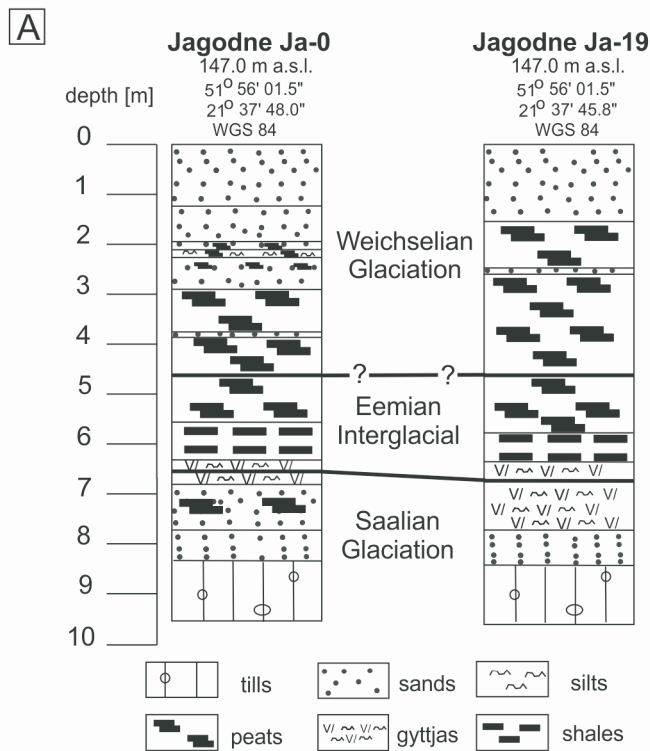 A
Jagodne Ja-0
147.0 m a.s.l.
51° 56' 01.5"
21° 37' 48.0"
WGS 84
Jagodne Ja-19
147.0 m a.s.l.
51° 56' 01.5"
21° 37' 45.8"
WGS 84
depth [m]
0
1
2
3
4
5
6
7
8
9
10
Weichselian
Glaciation
? ?
Eemian
Interglacial
Saalian
Glaciation
tills
sands
silts
peats
gyttjas
shales